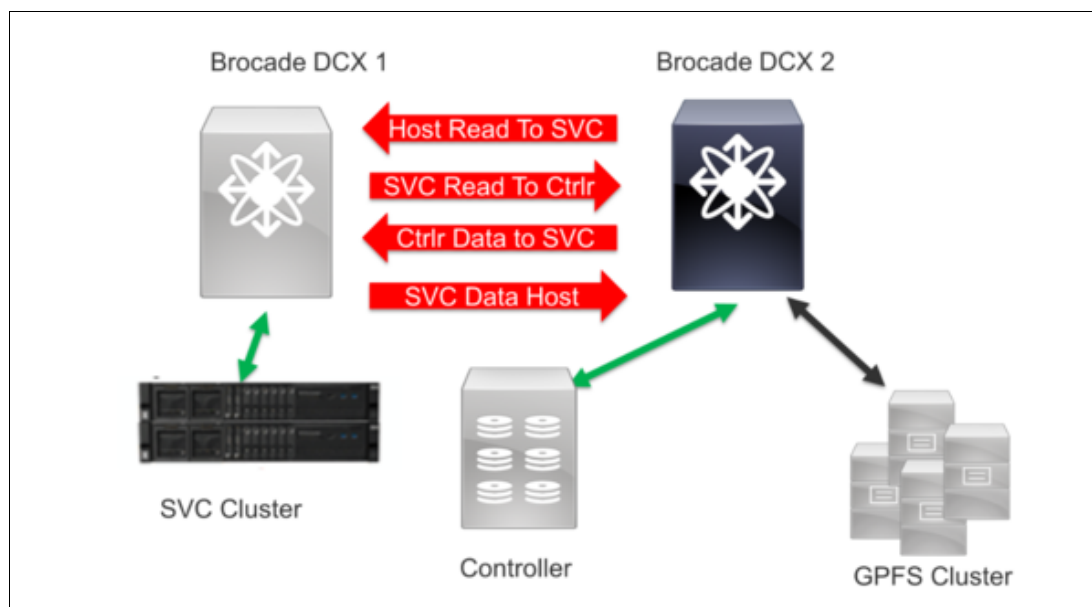 Brocade DCX 1
Brocade DCX 2
Host Read To SVC
SVC Read To Ctrlr
Ctrlr Data to SVC
SVC Data Host
SVC Cluster
Controller
GPFS Cluster